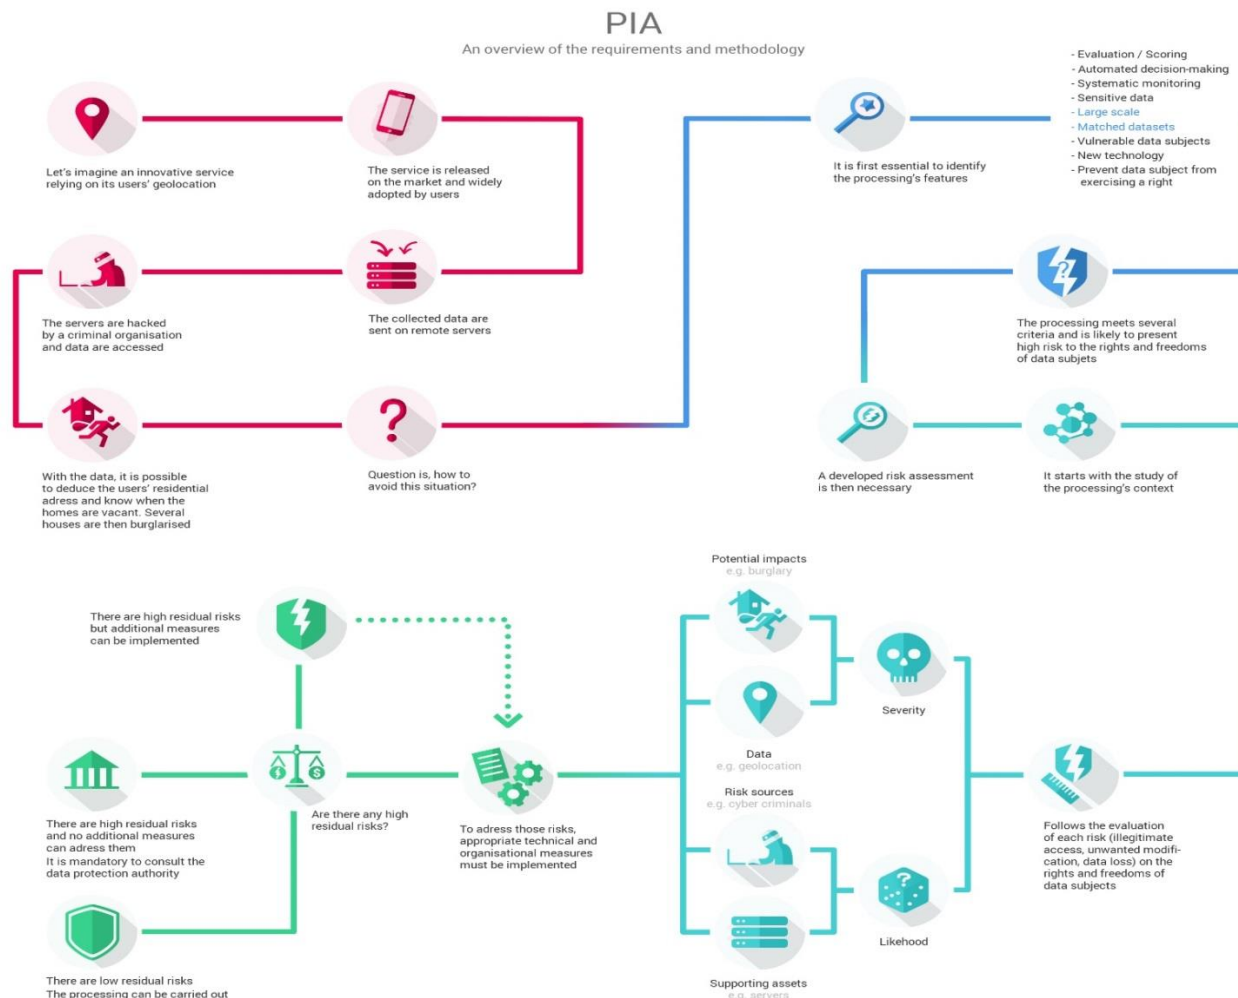 PIA
An overview of the requirements and methodology
Let's imagine an innovative service
relying on its users' geolocation
The service is released
on the market and widely
adopted by users
It is first essential to identify
the processing's features
- Evaluation / Scoring
- Automated decision-making
- Systematic monitoring
- Sensitive data
- Large scale
- Matched datasets
- Vulnerable data subjects
- New technology
- Prevent data subject from
exercising a right
The servers are hacked
by a criminal organisation
and data are accessed
The collected data are
sent on remote servers
The processing meets several
criteria and is likely to present
high risk to the rights and freedoms
of data subjets
With the data, it is possible
to deduce the users' residential
adress and know when the
homes are vacant. Several
houses are then burglarised
?
Question is, how to
avoid this situation?
A developed risk assessment
is then necessary
It starts with the study of
the processing's context
There are high residual risks
but additional measures
can be implemented
There are high residual risks
and no additional measures
can adress them
It is mandatory to consult the
data protection authority
Are there any high
residual risks?
To adress those risks,
appropriate technical and
organisational measures
must be implemented
There are low residual risks
The processing can be carried out
Potential impacts
e.g. burglary
Data
e.g. geolocation
Severity
Risk sources
e.g. cyber criminals
Likehood
Supporting assets
e.g. servers
Follows the evaluation
of each risk (illegitimate
access, unwanted modifi-
cation, data loss) on the
rights and freedoms of
data subjects